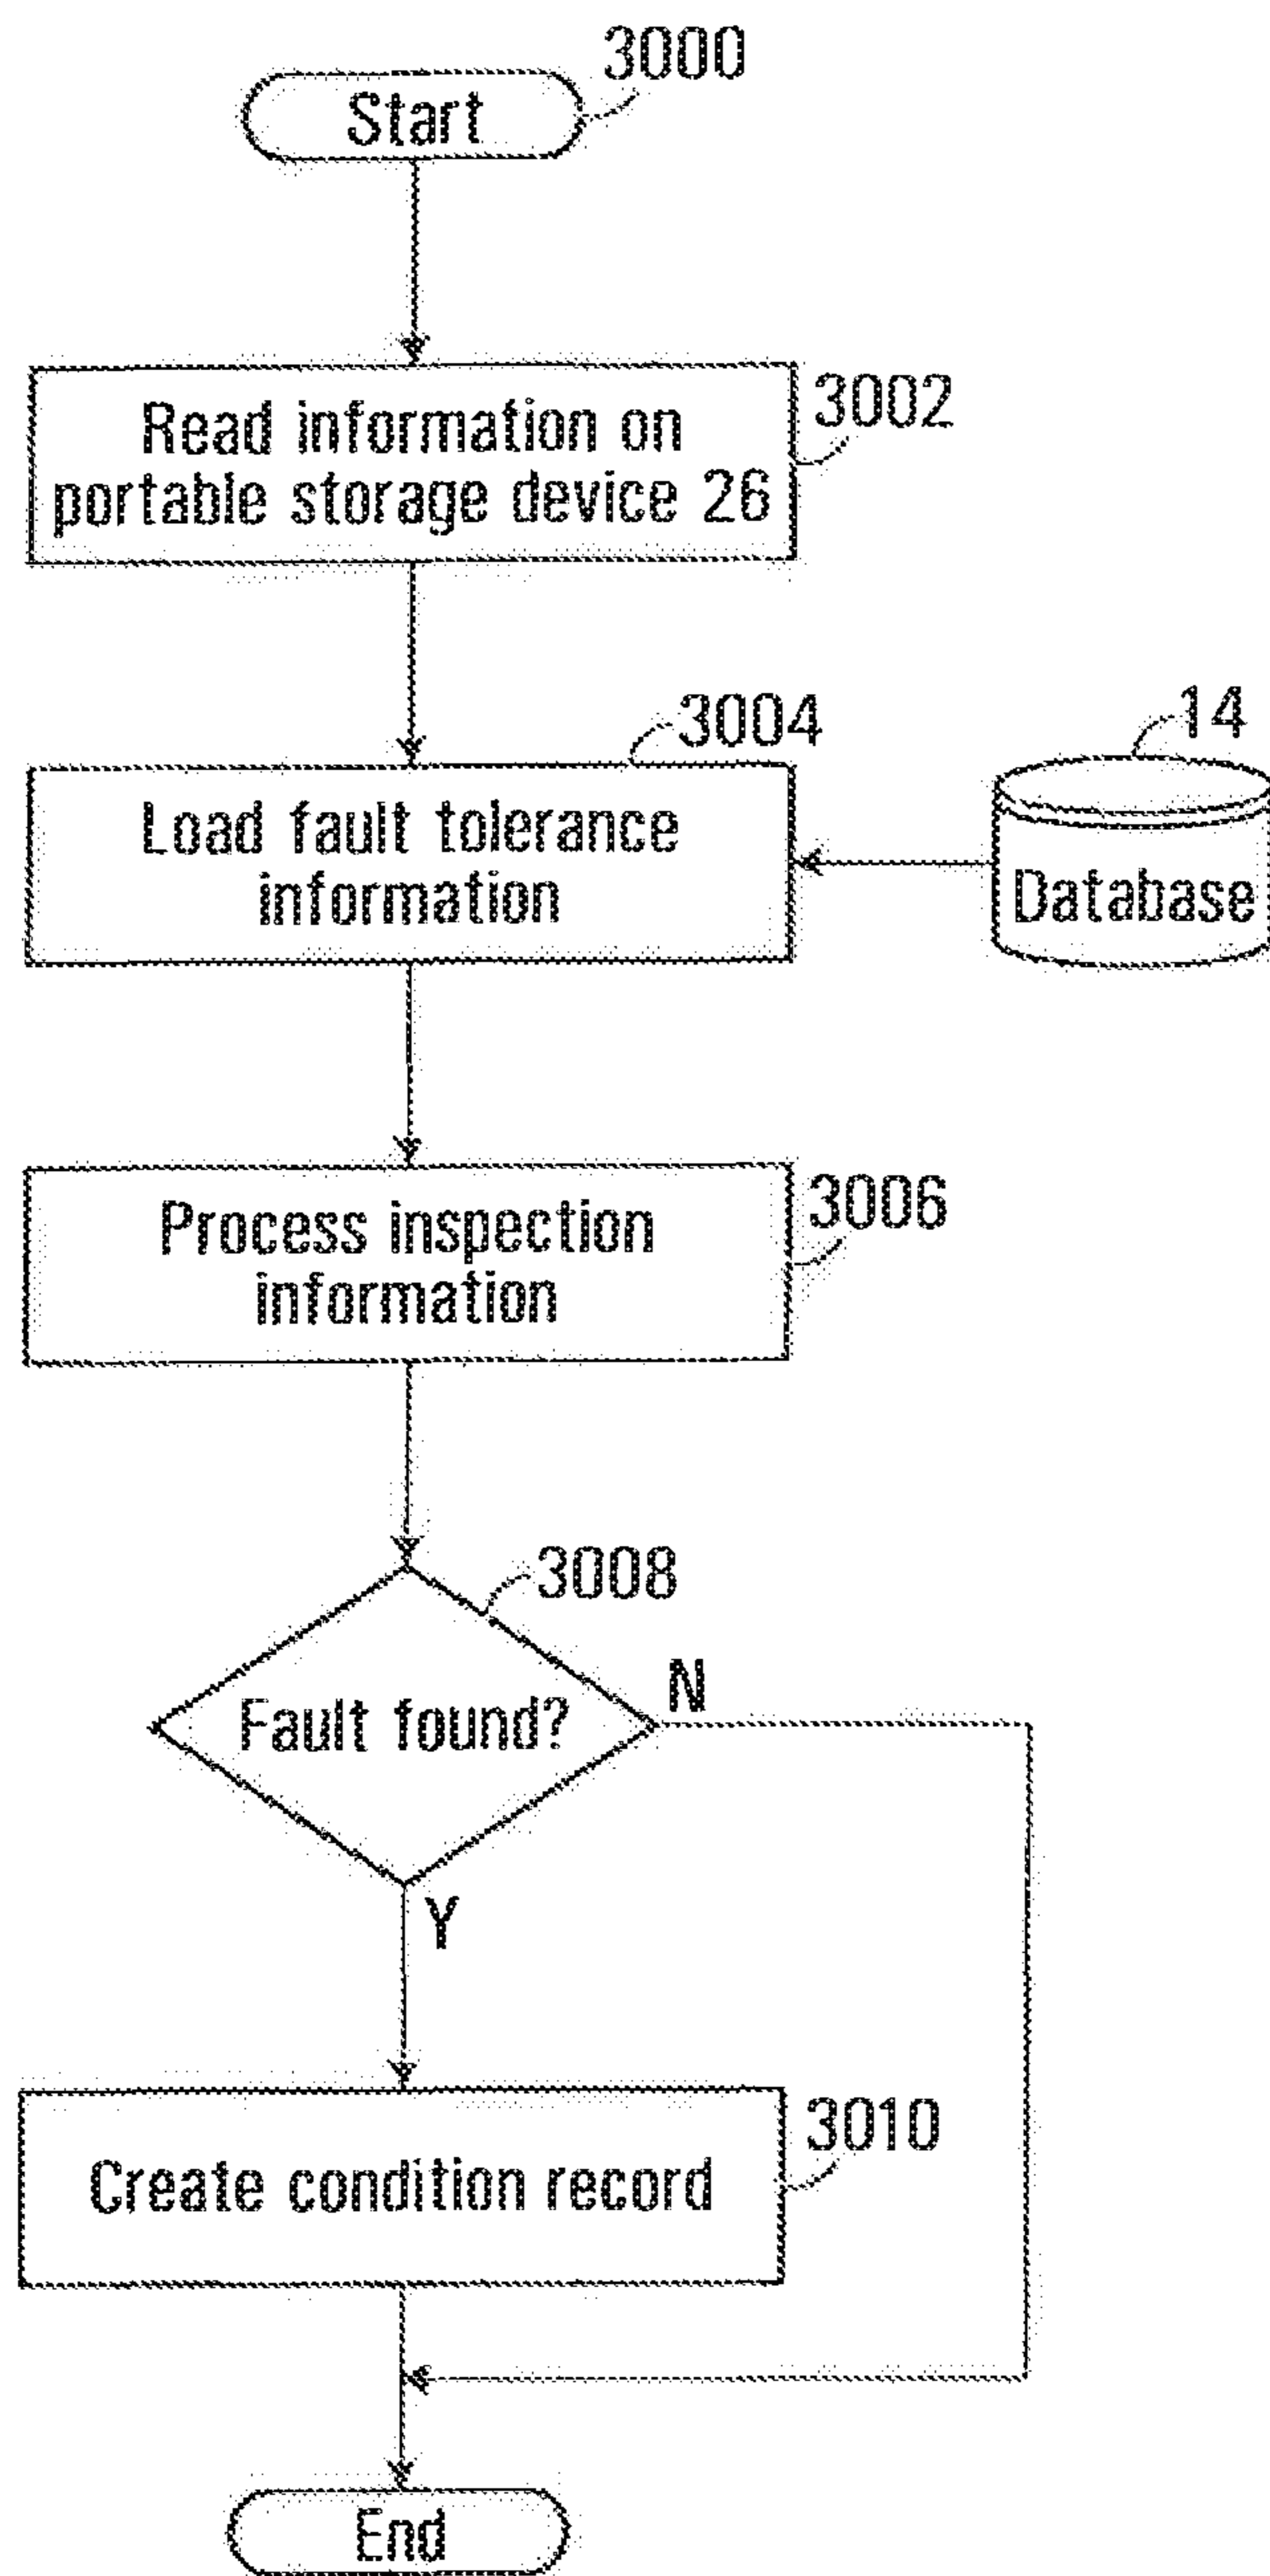 3000
Start
Read information on
portable storage device 26
3002
3004
14
Load fault tolerance
information
Database
Process inspection
information
3006
3008
Fault found?
N
Y
Create condition record
3010
End